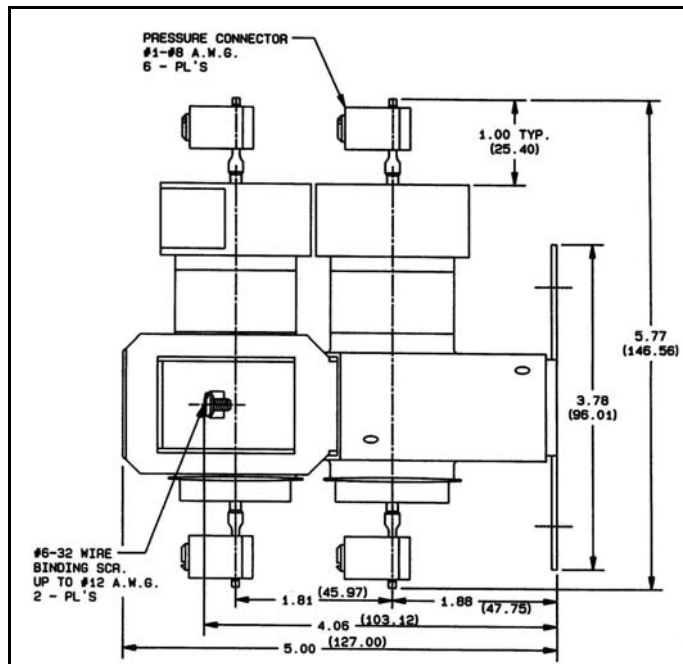 PRESSURE CONNECTOR
#1-#8 A.W.G.
6 - PL'S
1.00 TYP.
(25.40)
5.77
(146.56)
3.78
(96.01)
#6-32 WIRE
BINDING SCR.
UP TO #12 A.W.G.
2 - PL'S
1.81 (45.97)
1.88 (47.75)
4.06 (103.12)
5.00 (127.00)